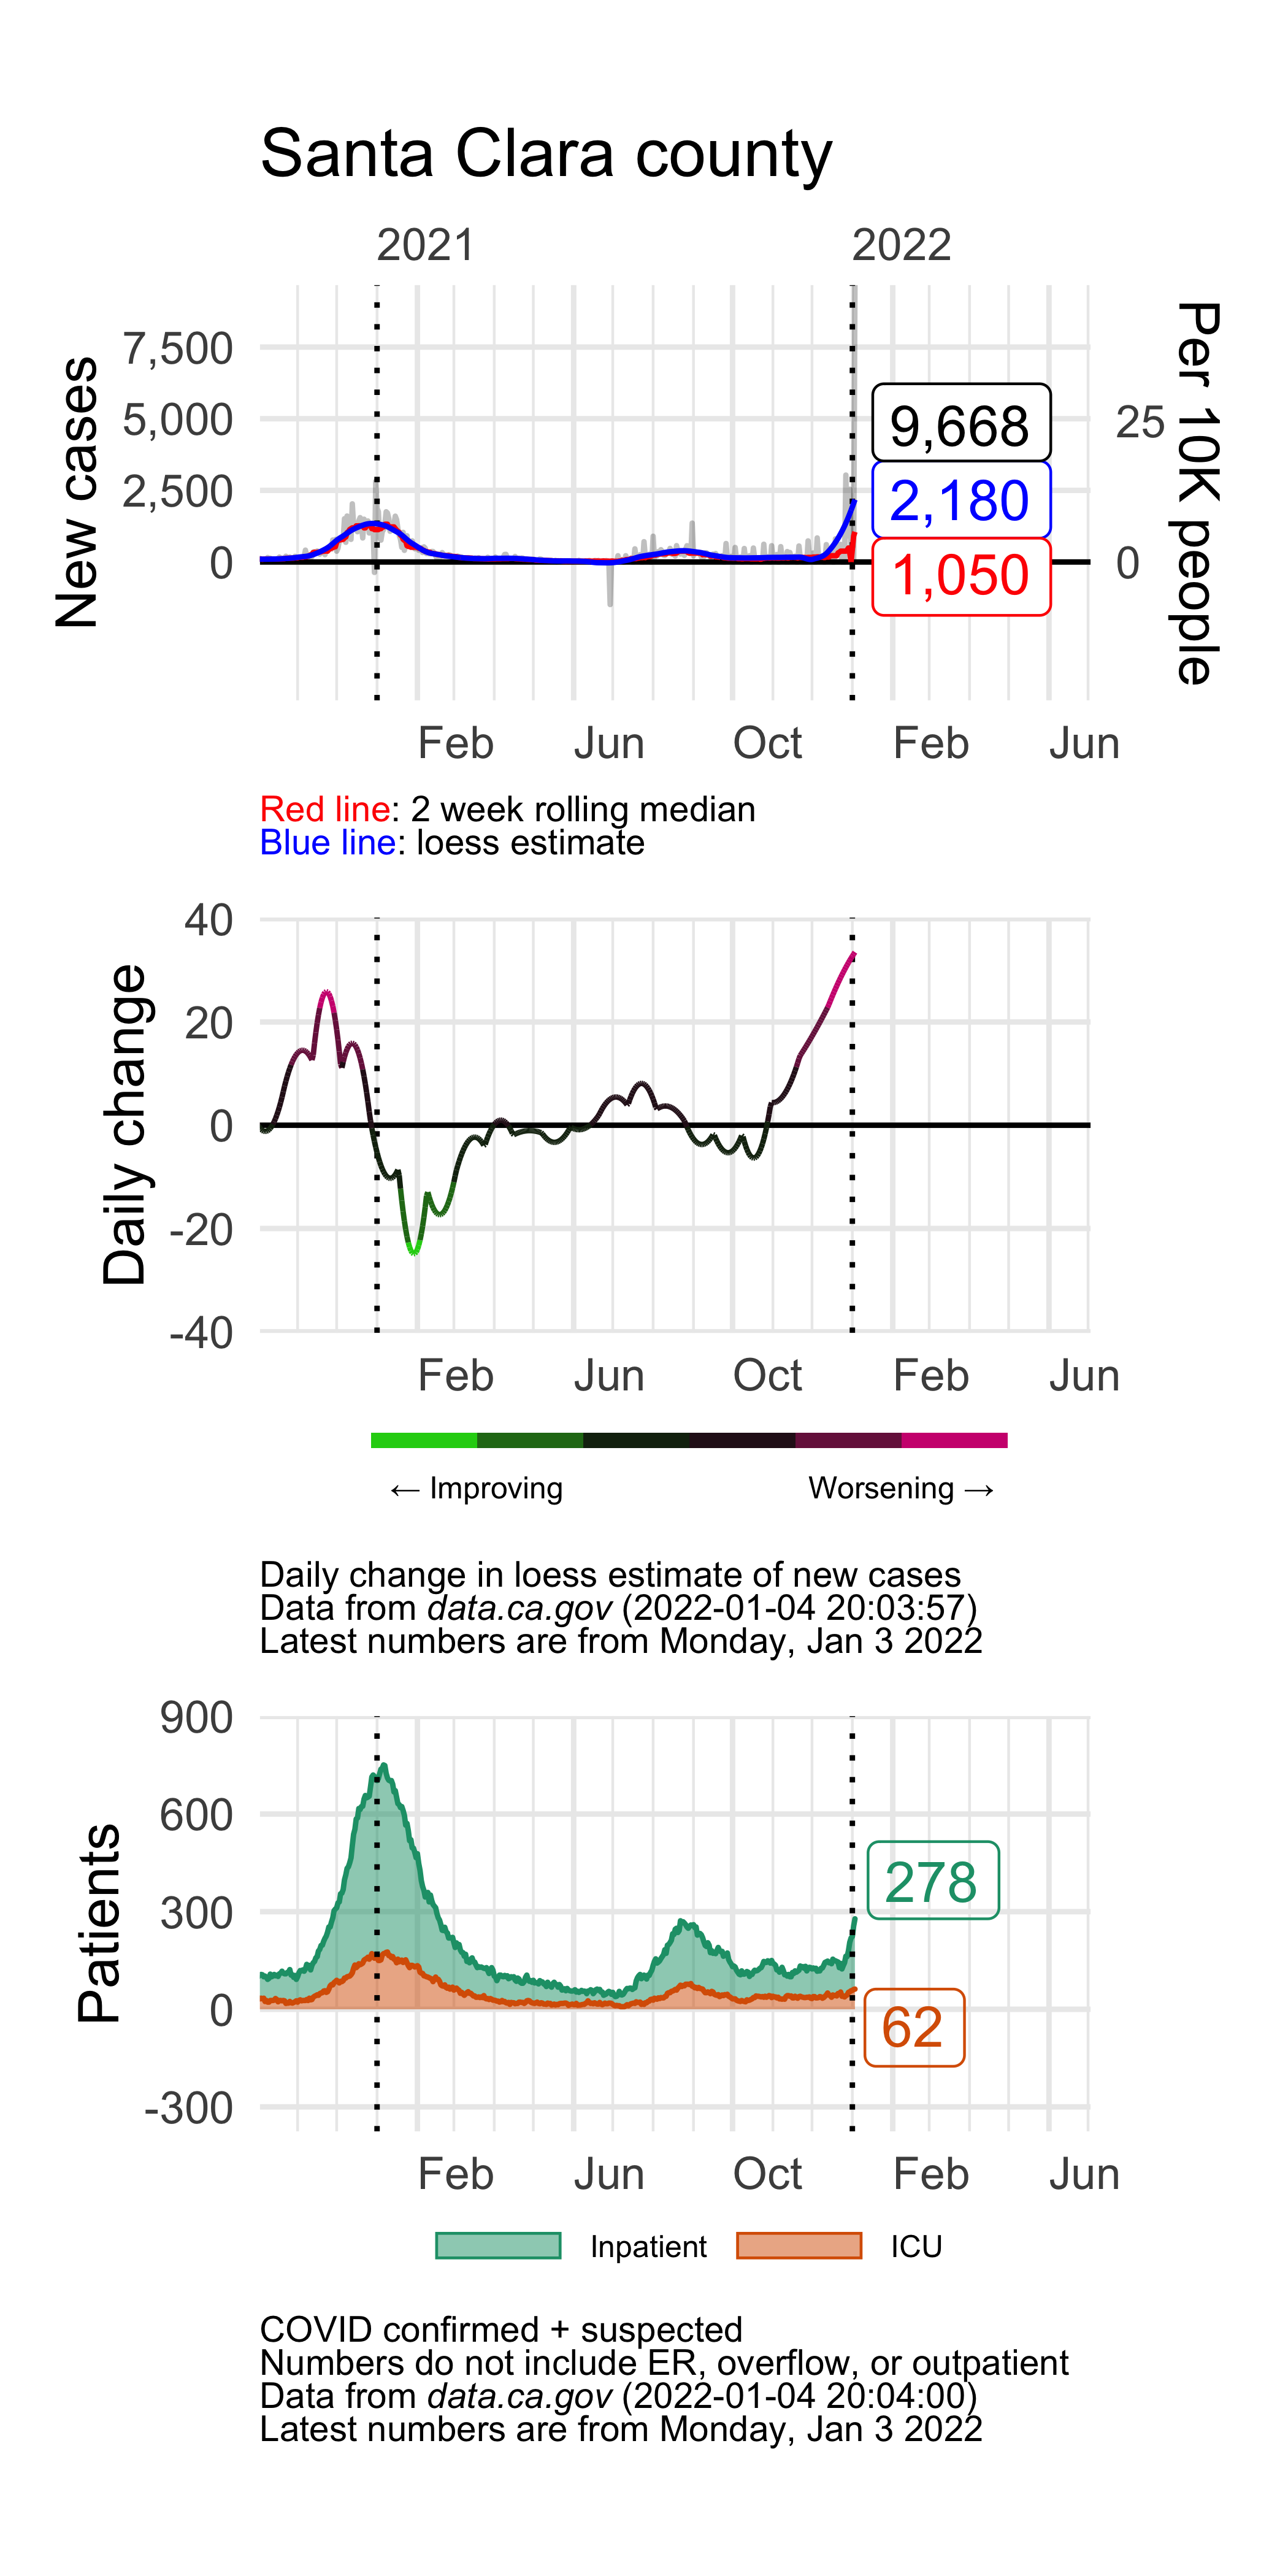 Santa Clara county
2021 2022
New cases
7,500
5,000
2,500
0
9,668
2,180
1,050
25
0
Per 10K people
Feb Jun Oct Feb Jun
Red line: 2 week rolling median
Blue line: loess estimate
Daily change
40
20
0
-20
-40
Feb Jun Oct Feb Jun
← Improving Worsening →
Daily change in loess estimate of new cases
Data from data.ca.gov (2022-01-04 20:03:57)
Latest numbers are from Monday, Jan 3 2022
Patients
900
600
300
0
-300
278
62
Feb Jun Oct Feb Jun
Inpatient ICU
COVID confirmed + suspected
Numbers do not include ER, overflow, or outpatient
Data from data.ca.gov (2022-01-04 20:04:00)
Latest numbers are from Monday, Jan 3 2022